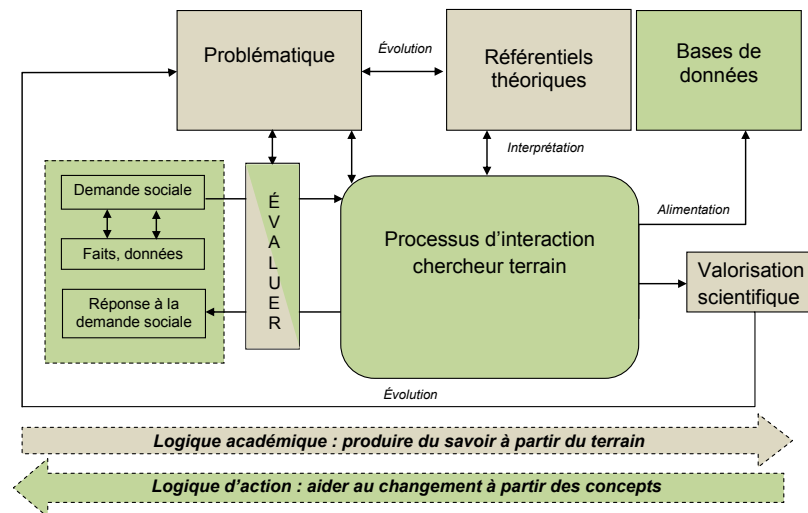 Problématique
Évolution
Référentiels
théoriques
Bases de
données
Interprétation
Demande sociale
Faits, données
Réponse à la
demande sociale
É
V
A
L
U
E
R
Processus d’interaction
chercheur terrain
Alimentation
Valorisation
scientifique
Évolution
Logique académique : produire du savoir à partir du terrain
Logique d’action : aider au changement à partir des concepts